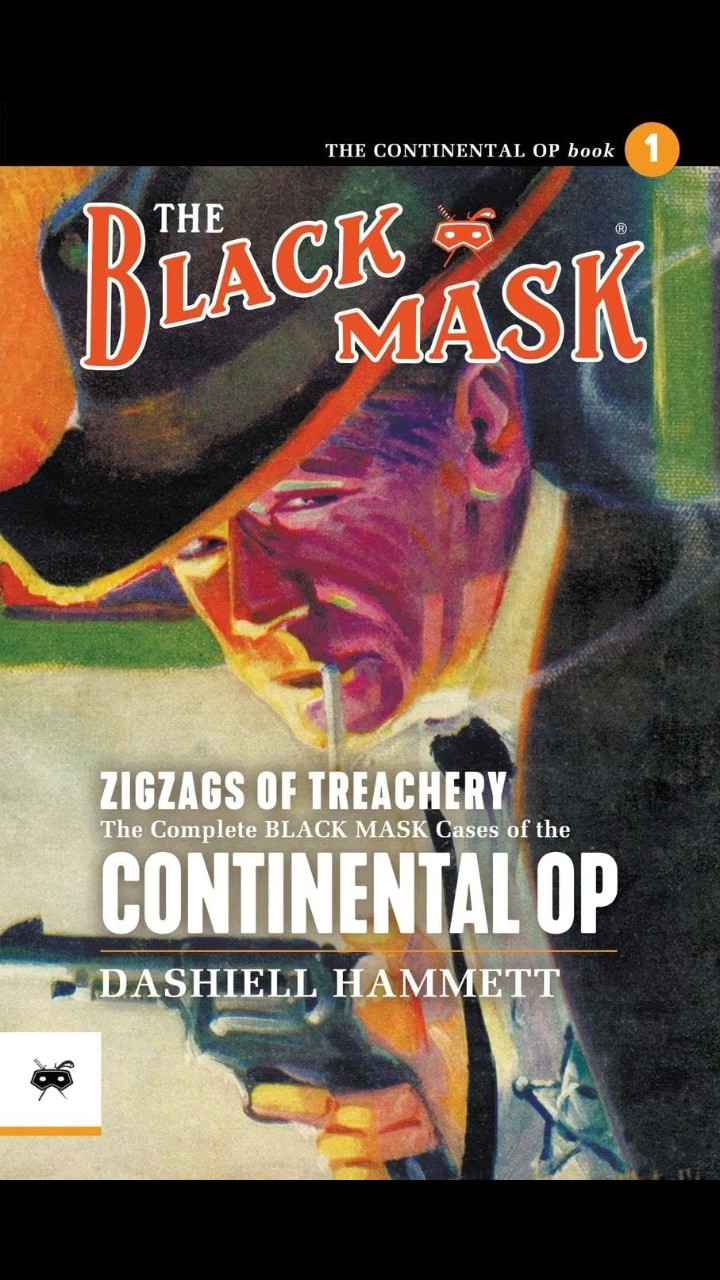 THE CONTINENTAL OP book 1
THE
BLACK
MASK®
ZIGZAGS OF TREACHERY
The Complete BLACK MASK Cases of the
CONTINENTAL OP
DASHIELL HAMMETT